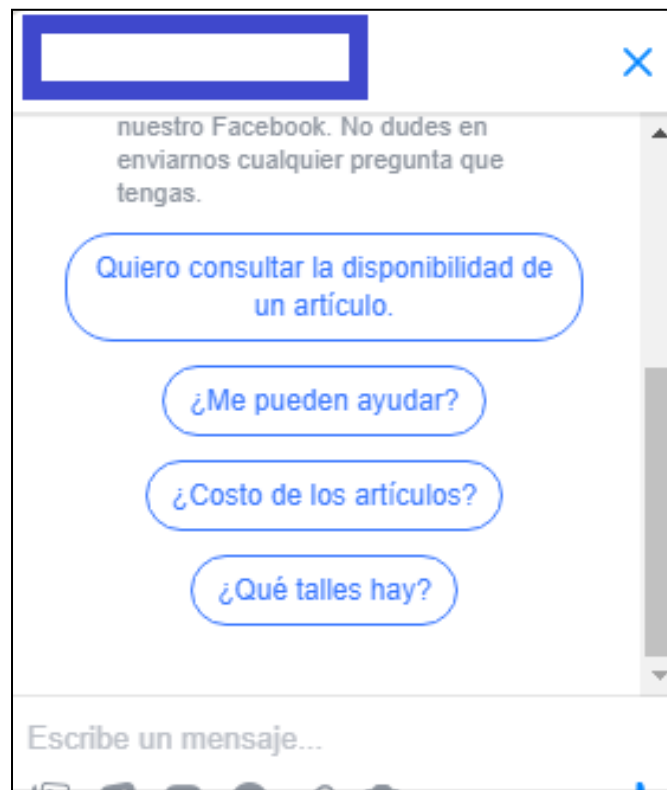 nuestro Facebook. No dudes en
enviarnos cualquier pregunta que
tengas.
Quiero consultar la disponibilidad de
un artículo.
¿Me pueden ayudar?
¿Costo de los artículos?
¿Qué talles hay?
Escribe un mensaje...